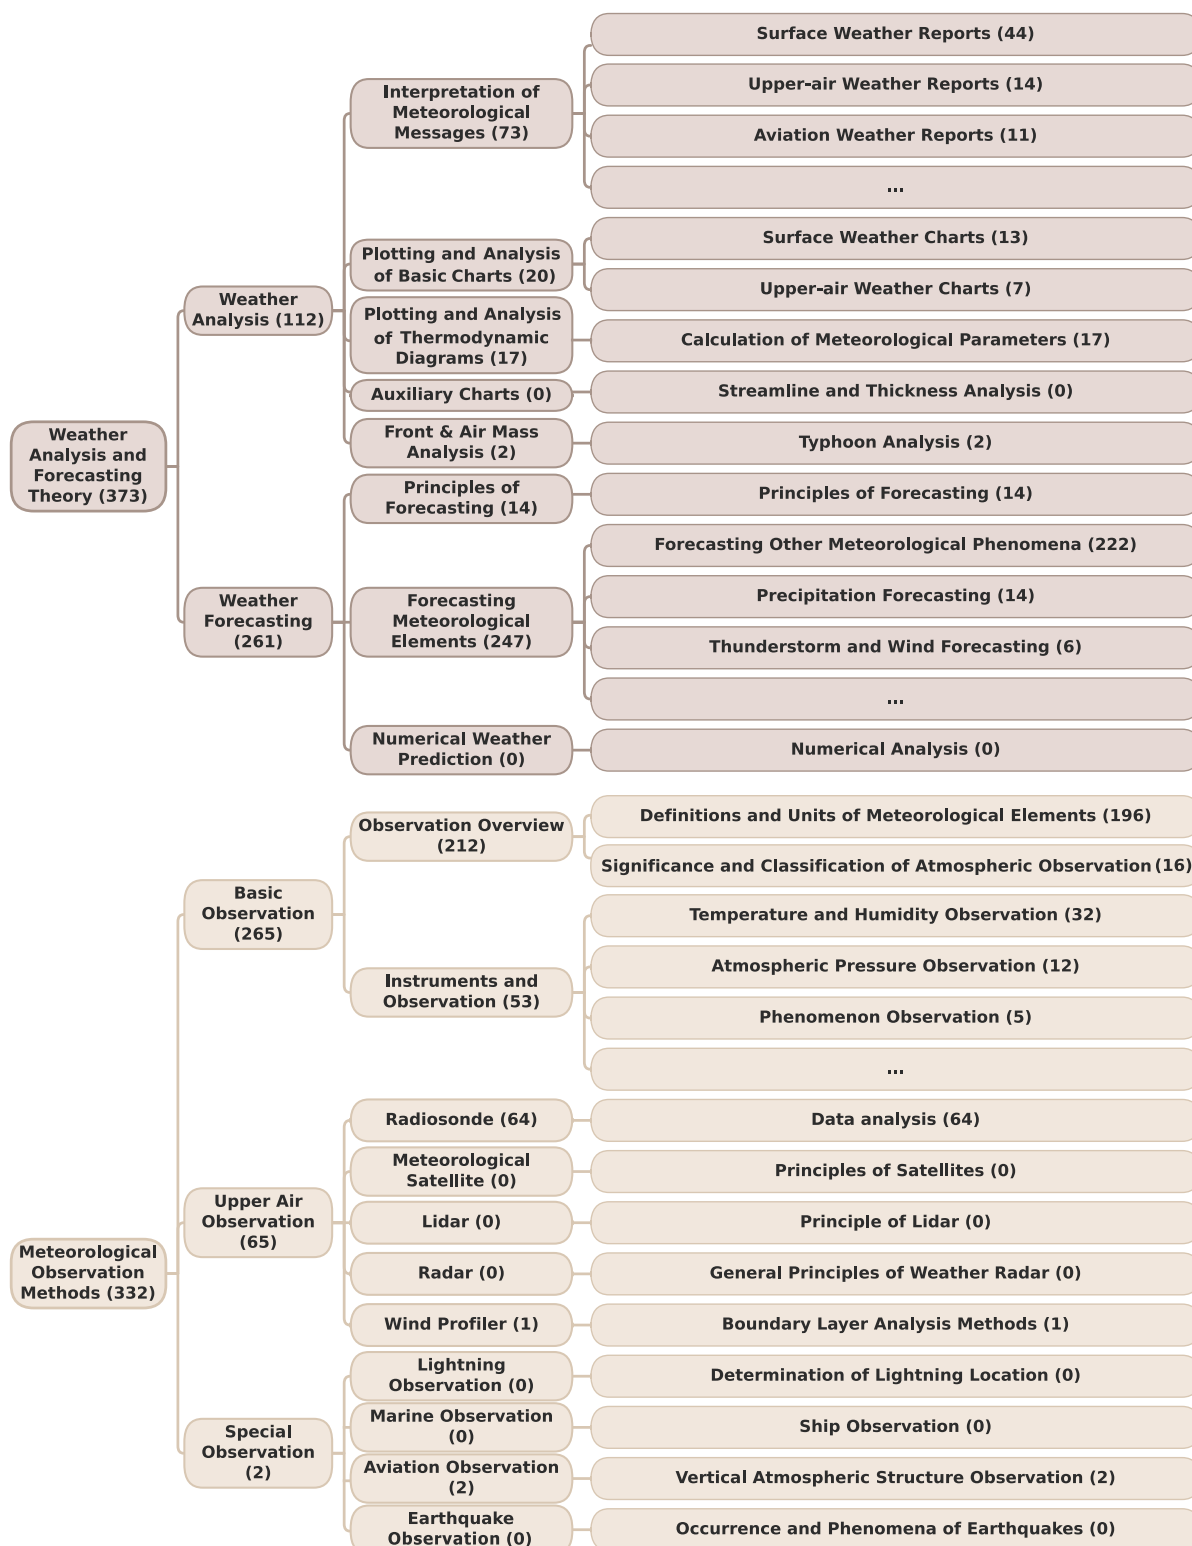 Weather
Analysis and
Forecasting
Theory (373)
Weather
Analysis (112)
Interpretation of
Meteorological
Messages (73)
Surface Weather Reports (44)
Upper-air Weather Reports (14)
Aviation Weather Reports (11)
...
Plotting and Analysis
of Basic Charts (20)
Surface Weather Charts (13)
Upper-air Weather Charts (7)
Plotting and Analysis
of Thermodynamic
Diagrams (17)
Calculation of Meteorological Parameters (17)
Auxiliary Charts (0)
Streamline and Thickness Analysis (0)
Front & Air Mass
Analysis (2)
Typhoon Analysis (2)
Weather
Forecasting
(261)
Principles of
Forecasting (14)
Principles of Forecasting (14)
Forecasting
Meteorological
Elements (247)
Forecasting Other Meteorological Phenomena (222)
Precipitation Forecasting (14)
Thunderstorm and Wind Forecasting (6)
...
Numerical Weather
Prediction (0)
Numerical Analysis (0)
Meteorological
Observation
Methods (332)
Basic
Observation
(265)
Observation Overview
(212)
Definitions and Units of Meteorological Elements (196)
Significance and Classification of Atmospheric Observation (16)
Instruments and
Observation (53)
Temperature and Humidity Observation (32)
Atmospheric Pressure Observation (12)
Phenomenon Observation (5)
...
Upper Air
Observation
(65)
Radiosonde (64)
Data analysis (64)
Meteorological
Satellite (0)
Principles of Satellites (0)
Lidar (0)
Principle of Lidar (0)
Radar (0)
General Principles of Weather Radar (0)
Wind Profiler (1)
Boundary Layer Analysis Methods (1)
Special
Observation
(2)
Lightning
Observation (0)
Determination of Lightning Location (0)
Marine Observation
(0)
Ship Observation (0)
Aviation Observation
(2)
Vertical Atmospheric Structure Observation (2)
Earthquake
Observation (0)
Occurrence and Phenomena of Earthquakes (0)